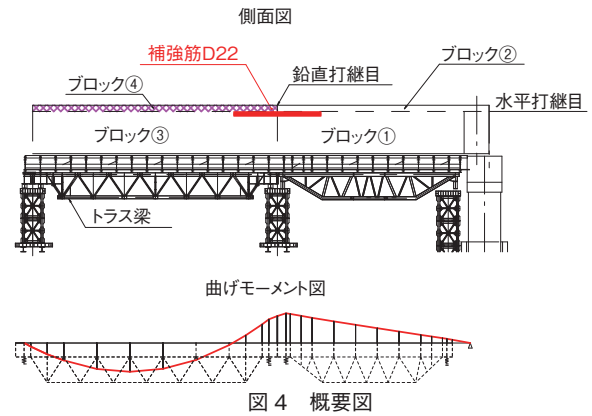 側面図
補強筋D22
ブロック④
鉛直打継目
ブロック②
水平打継目
ブロック③
ブロック①
トラス梁
曲げモーメント図
図4 概要図